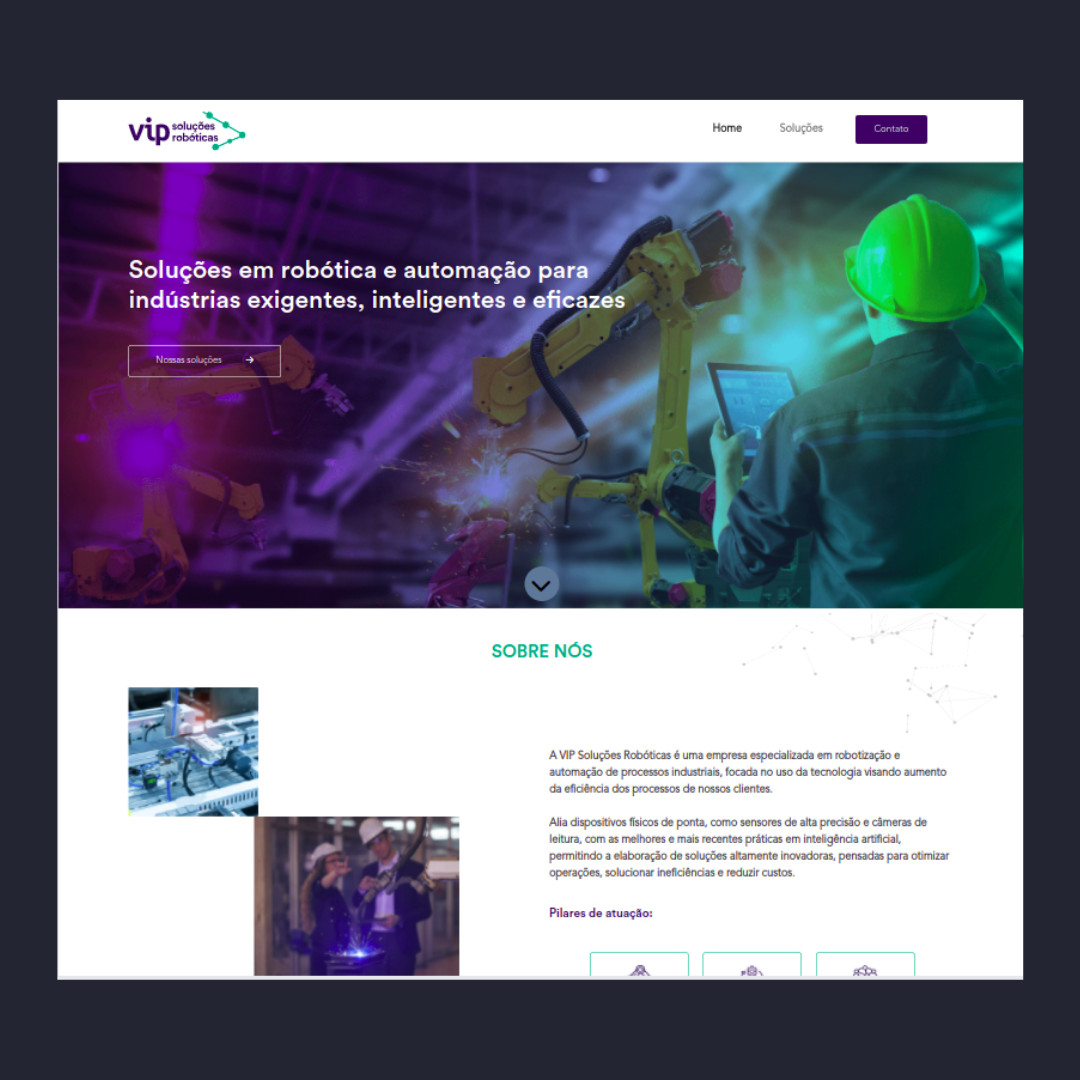 vip soluções
robóticas
Home
Soluções
Contato
Soluções em robótica e automação para
indústrias exigentes, inteligentes e eficazes
Nossas soluções
SOBRE NÓS
A VIP Soluções Robóticas é uma empresa especializada em robotização e
automação de processos industriais, focada no uso da tecnologia visando aumento
da eficiência dos processos de nossos clientes.
Alia dispositivos físicos de ponta, como sensores de alta precisão e câmeras de
leitura, com as melhores e mais recentes práticas em inteligência artificial,
permitindo a elaboração de soluções altamente inovadoras, pensadas para otimizar
operações, solucionar ineficiências e reduzir custos.
Pilares de atuação: